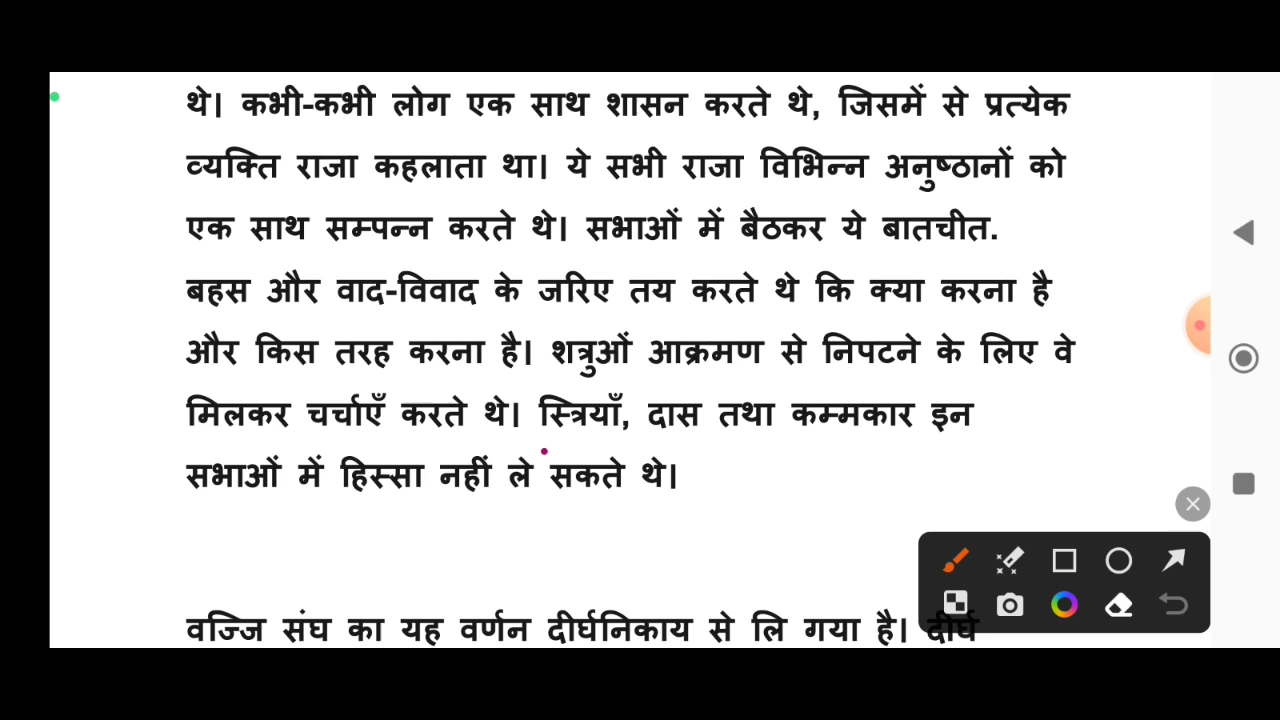 थे। कभी-कभी लोग एक साथ शासन करते थे, जिसमें से प्रत्येक
व्यक्ति राजा कहलाता था। ये सभी राजा विभिन्न अनुष्ठानों को
एक साथ सम्पन्न करते थे। सभाओं में बैठकर ये बातचीत.
बहस और वाद-विवाद के जरिए तय करते थे कि क्या करना है
और किस तरह करना है। शत्रुओं आक्रमण से निपटने के लिए वे
मिलकर चर्चाएँ करते थे। स्त्रियाँ, दास तथा कम्मकार इन
सभाओं में हिस्सा नहीं ले सकते थे।
वज्जि संघ का यह वर्णन दीर्घनिकाय से लि गया है। दीर्घ